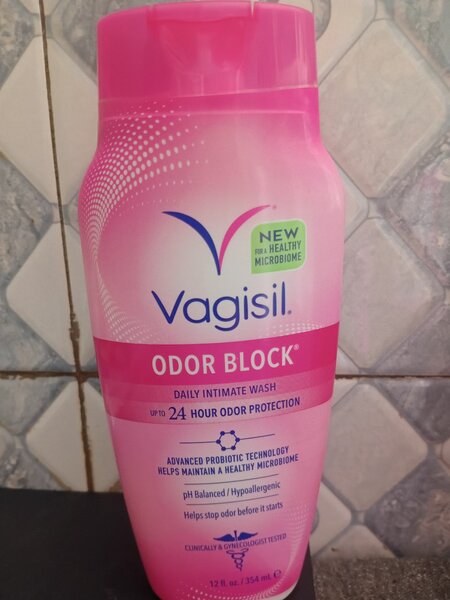 NEW
FOR A HEALTHY
MICROBIOME
Vagisil®
ODOR BLOCK®
DAILY INTIMATE WASH
UP TO 24 HOUR ODOR PROTECTION
ADVANCED PROBIOTIC TECHNOLOGY
HELPS MAINTAIN A HEALTHY MICROBIOME
pH Balanced / Hypoallergenic
Helps stop odor before it starts
CLINICALLY & GYNECOLOGIST TESTED
12 fl. oz. / 354 mL ℮